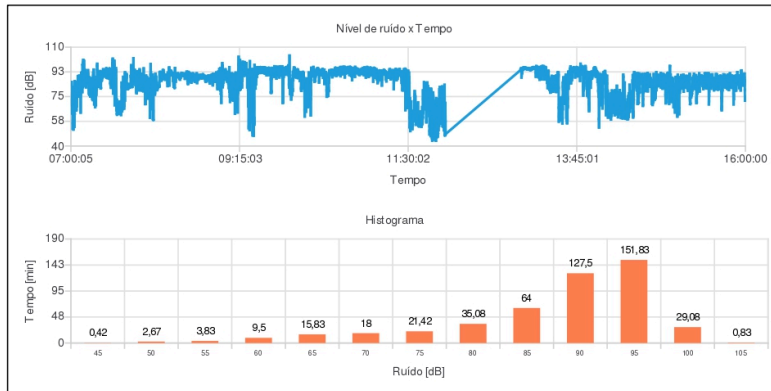 Nível de ruído x Tempo
Ruído [dB]
110
93
75
58
40
07:00:05 09:15:03 11:30:02 13:45:01 16:00:00
Tempo
Histograma
Tempo [min]
190
143
95
48
0
0,42 2,67 3,83 9,5 15,83 18 21,42 35,08 64 127,5 151,83 29,08 0,83
45 50 55 60 65 70 75 80 85 90 95 100 105
Ruído [dB]